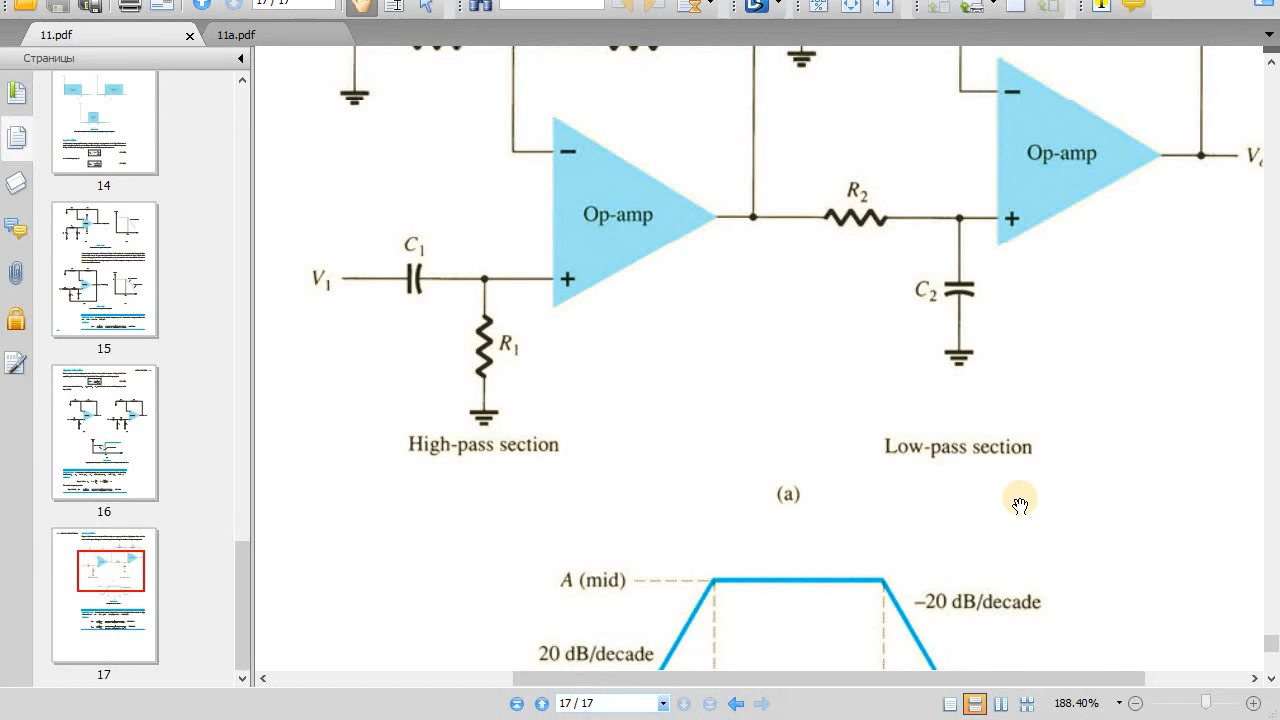 17 / 17
11.pdf
11a.pdf
Страницы
14
15
16
17
Op-amp
−
+
C1
V1
R1
High-pass section
Op-amp
−
+
R2
C2
Low-pass section
(a)
A (mid)
20 dB/decade
–20 dB/decade
17 / 17
188.40%